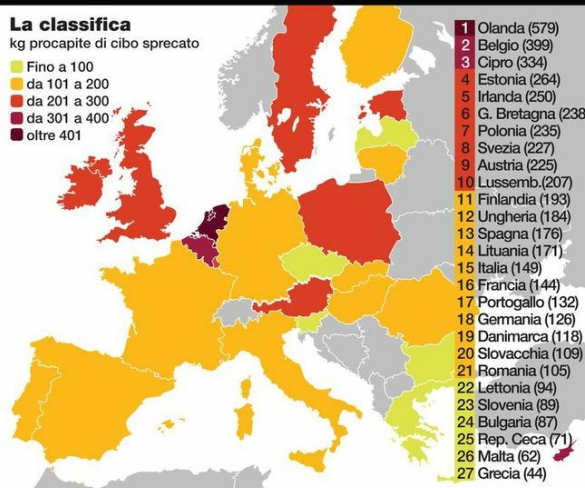 La classifica
kg procapite di cibo sprecato
Fino a 100
da 101 a 200
da 201 a 300
da 301 a 400
oltre 401
1 Olanda (579)
2 Belgio (399)
3 Cipro (334)
4 Estonia (264)
5 Irlanda (250)
6 G. Bretagna (238
7 Polonia (235)
8 Svezia (227)
9 Austria (225)
10 Lussemb.(207)
11 Finlandia (193)
12 Ungheria (184)
13 Spagna (176)
14 Lituania (171)
15 Italia (149)
16 Francia (144)
17 Portogallo (132)
18 Germania (126)
19 Danimarca (118)
20 Slovacchia (109)
21 Romania (105)
22 Lettonia (94)
23 Slovenia (89)
24 Bulgaria (87)
25 Rep. Ceca (71)
26 Malta (62)
27 Grecia (44)